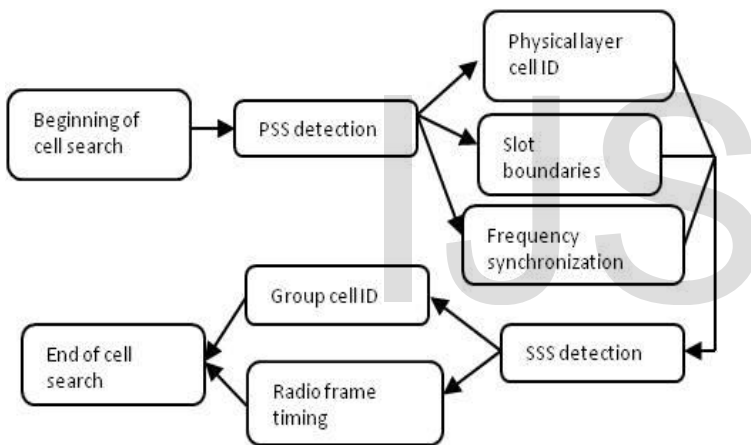 Beginning of
cell search
PSS detection
Physical layer
cell ID
Slot
boundaries
Frequency
synchronization
SSS detection
Group cell ID
Radio frame
timing
End of cell
search
IJS